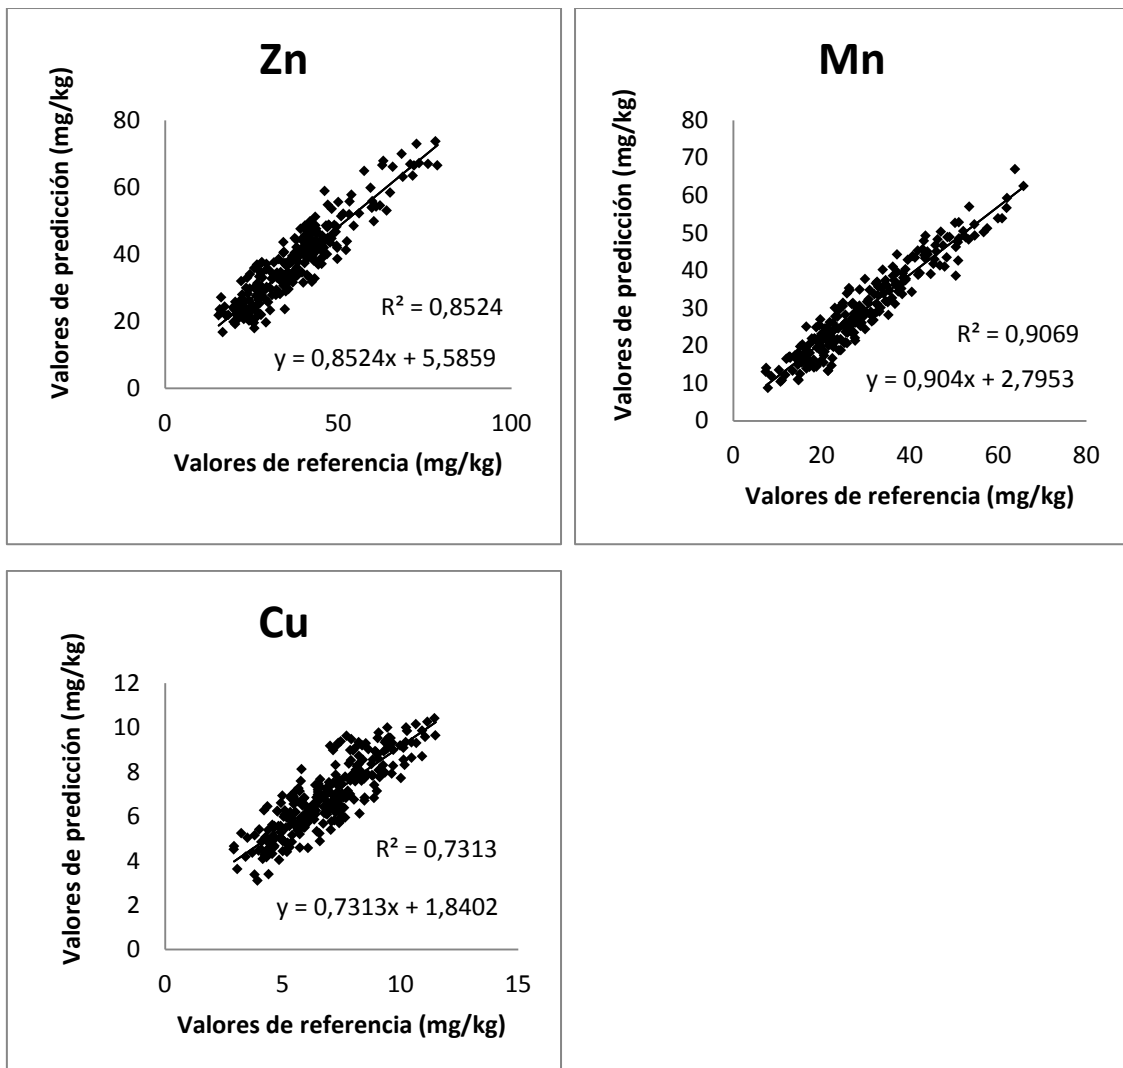 Zn
Valores de predicción (mg/kg)
80
60
40
20
0
R² = 0,8524
y = 0,8524x + 5,5859
0 50 100
Valores de referencia (mg/kg)
Mn
Valores de predicción (mg/kg)
80
70
60
50
40
30
20
10
0
R² = 0,9069
y = 0,904x + 2,7953
0 20 40 60 80
Valores de referencia (mg/kg)
Cu
Valores de predicción (mg/kg)
12
10
8
6
4
2
0
R² = 0,7313
y = 0,7313x + 1,8402
0 5 10 15
Valores de referencia (mg/kg)